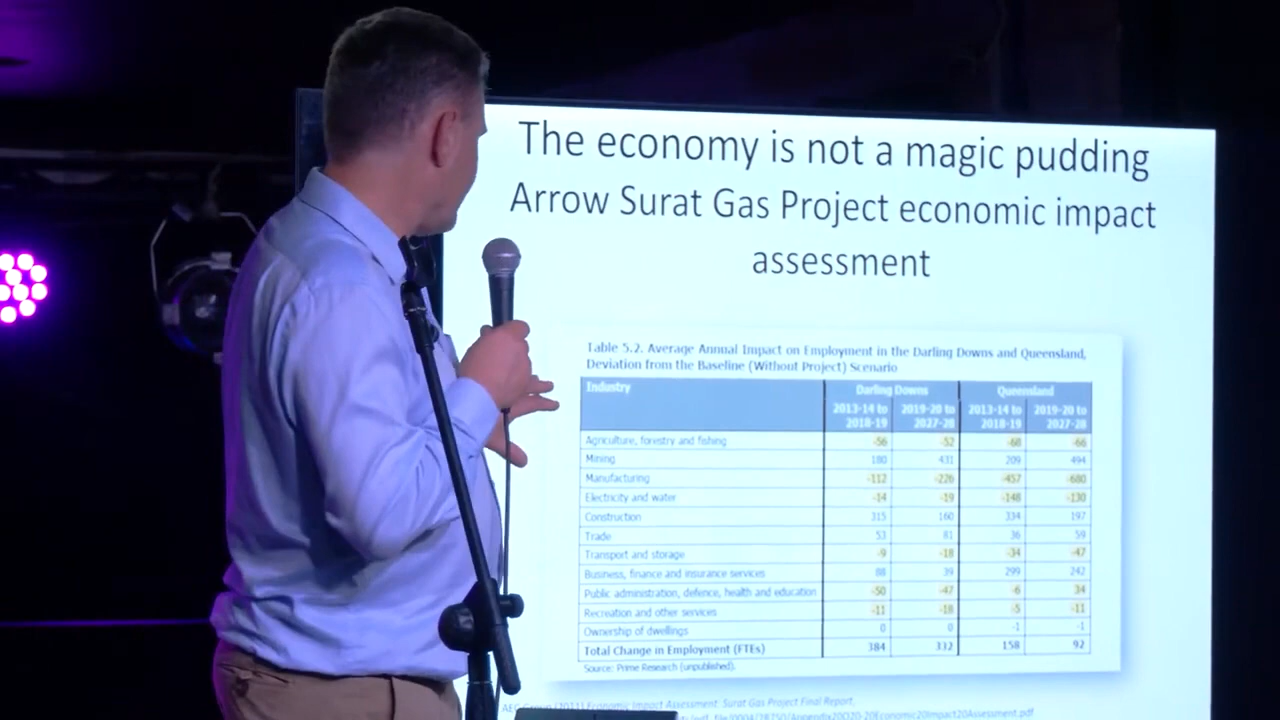 The economy is not a magic pudding
Arrow Surat Gas Project economic impact
assessment
Table 5.2. Average Annual Impact on Employment in the Darling Downs and Queensland,
Deviation from the Baseline (Without Project) Scenario
Industry Darling Downs Queensland
2013-14 to 2018-19 2019-20 to 2027-28 2013-14 to 2018-19 2019-20 to 2027-28
Agriculture, forestry and fishing -56 -52 -68 -66
Mining 180 431 209 494
Manufacturing -112 -226 -457 -680
Electricity and water -14 -19 -148 -130
Construction 315 160 334 197
Trade 53 81 36 59
Transport and storage -9 -18 -34 -47
Business, finance and insurance services 88 39 299 242
Public administration, defence, health and education -50 -47 -6 34
Recreation and other services -11 -18 -5 -11
Ownership of dwellings 0 0 -1 -1
Total Change in Employment (FTEs) 384 332 158 92
Source: Prime Research (unpublished).
Group (2011) Economic Impact Assessment: Surat Gas Project Final Report.